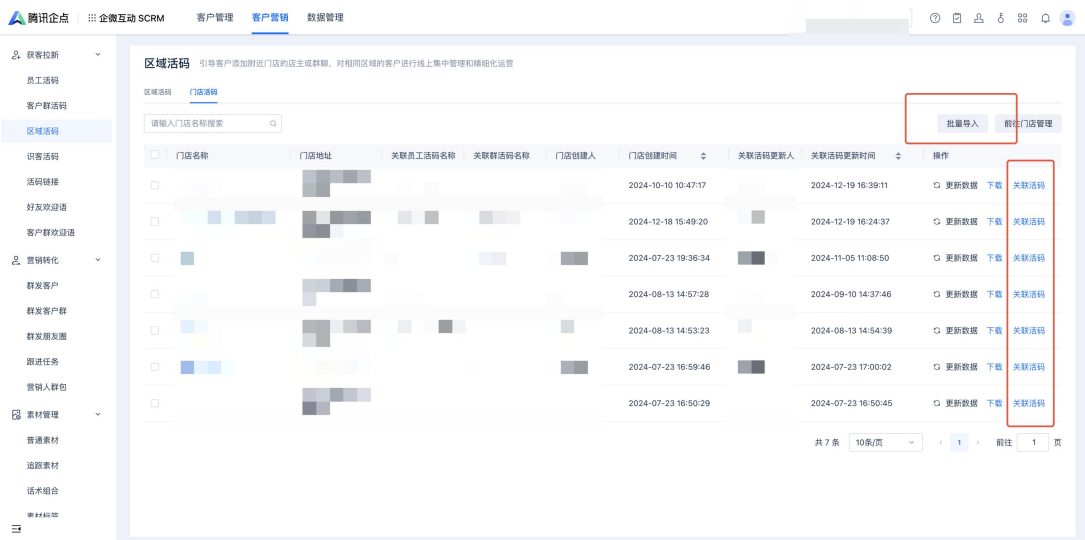 腾讯企点 企微互动 SCRM 客户管理 客户营销 数据管理
获客拉新
员工活码
客户群活码
区域活码
识客活码
活码链接
好友欢迎语
客户群欢迎语
营销转化
群发客户
群发客户群
群发朋友圈
跟进任务
营销人群包
素材管理
普通素材
追踪素材
话术组合
素材标签
区域活码 引导客户添加附近门店的店主或群聊，对相同区域的客户进行线上集中管理和精细化运营
区域活码 门店活码
请输入门店名称搜索 批量导入 前往门店管理
门店名称 门店地址 关联员工活码名称 关联群活码名称 门店创建人 门店创建时间 关联活码更新人 关联活码更新时间 操作
2024-10-10 10:47:17 2024-12-19 16:39:11 更新数据 下载 关联活码
2024-12-18 15:49:20 2024-12-19 16:24:37 更新数据 下载 关联活码
2024-07-23 19:36:34 2024-11-05 11:08:50 更新数据 下载 关联活码
2024-08-13 14:57:28 2024-09-10 14:37:46 更新数据 下载 关联活码
2024-08-13 14:53:23 2024-08-13 14:54:39 更新数据 下载 关联活码
2024-07-23 16:59:46 2024-07-23 17:00:02 更新数据 下载 关联活码
2024-07-23 16:50:29 2024-07-23 16:50:45 更新数据 下载 关联活码
共 7 条 10条/页 1 前往 1 页